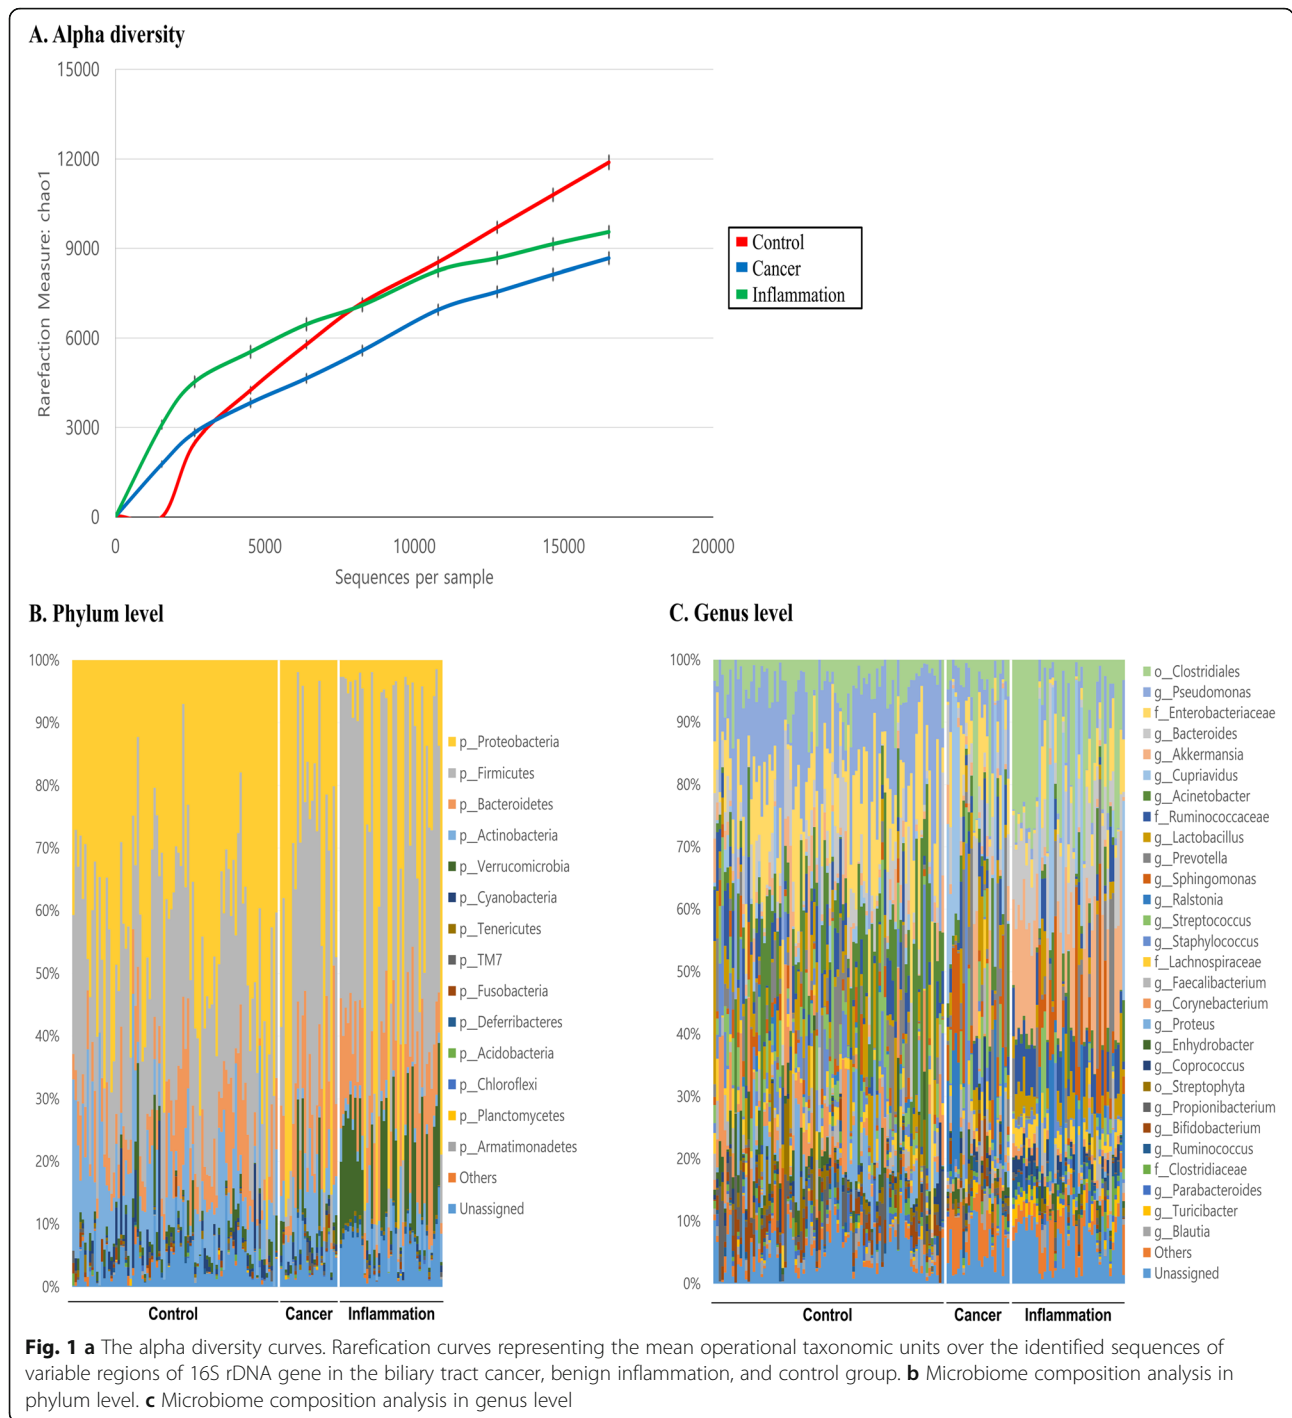 A. Alpha diversity
15000
12000
9000
6000
3000
0
Rarefaction Measure: chao1
0 5000 10000 15000 20000
Sequences per sample
Control
Cancer
Inflammation
B. Phylum level
100%
90%
80%
70%
60%
50%
40%
30%
20%
10%
0%
p__Proteobacteria
p__Firmicutes
p__Bacteroidetes
p__Actinobacteria
p__Verrucomicrobia
p__Cyanobacteria
p__Tenericutes
p__TM7
p__Fusobacteria
p__Deferribacteres
p__Acidobacteria
p__Chloroflexi
p__Planctomycetes
p__Armatimonadetes
Others
Unassigned
Control Cancer Inflammation
C. Genus level
100%
90%
80%
70%
60%
50%
40%
30%
20%
10%
0%
o__Clostridiales
g__Pseudomonas
f__Enterobacteriaceae
g__Bacteroides
g__Akkermansia
g__Cupriavidus
g__Acinetobacter
f__Ruminococcaceae
g__Lactobacillus
g__Prevotella
g__Sphingomonas
g__Ralstonia
g__Streptococcus
g__Staphylococcus
f__Lachnospiraceae
g__Faecalibacterium
g__Corynebacterium
g__Proteus
g__Enhydrobacter
g__Coprococcus
o__Streptophyta
g__Propionibacterium
g__Bifidobacterium
g__Ruminococcus
f__Clostridiaceae
g__Parabacteroides
g__Turicibacter
g__Blautia
Others
Unassigned
Control Cancer Inflammation
Fig. 1 a The alpha diversity curves. Rarefication curves representing the mean operational taxonomic units over the identified sequences of
variable regions of 16S rDNA gene in the biliary tract cancer, benign inflammation, and control group. b Microbiome composition analysis in
phylum level. c Microbiome composition analysis in genus level